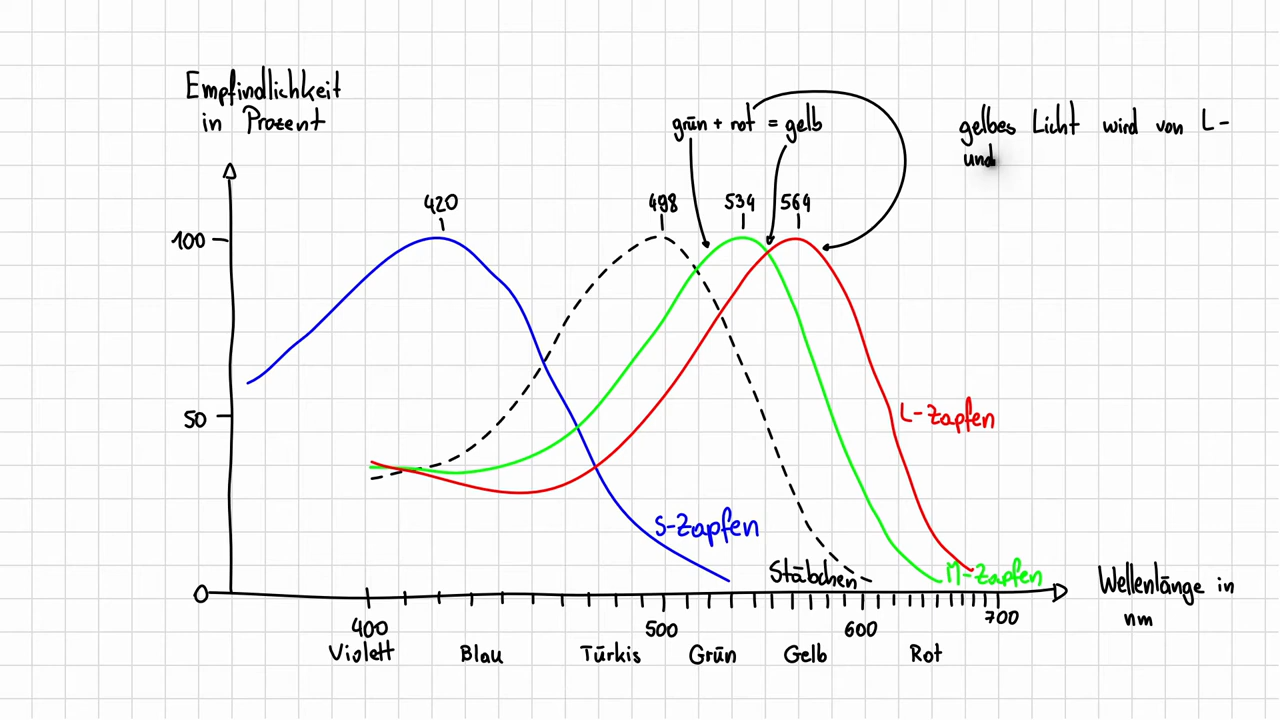 Empfindlichkeit
in Prozent
grün + rot = gelb
gelbes Licht wird von L-
und
420
498
534
564
100
50
0
L-Zapfen
S-Zapfen
Stäbchen
M-Zapfen
Wellenlänge in
nm
400
500
600
700
Violett
Blau
Türkis
Grün
Gelb
Rot